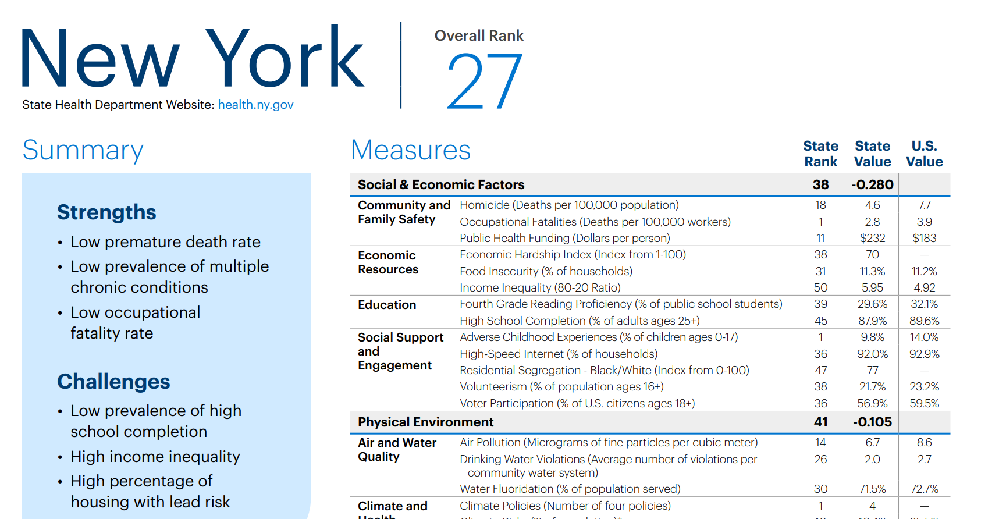 New York
State Health Department Website: health.ny.gov
Overall Rank
27
Summary
Strengths
• Low premature death rate
• Low prevalence of multiple
chronic conditions
• Low occupational
fatality rate
Challenges
• Low prevalence of high
school completion
• High income inequality
• High percentage of
housing with lead risk
Measures
State Rank State Value U.S. Value
Social & Economic Factors 38 -0.280
Community and Family Safety
Homicide (Deaths per 100,000 population) 18 4.6 7.7
Occupational Fatalities (Deaths per 100,000 workers) 1 2.8 3.9
Public Health Funding (Dollars per person) 11 $232 $183
Economic Resources
Economic Hardship Index (Index from 1-100) 38 70 —
Food Insecurity (% of households) 31 11.3% 11.2%
Income Inequality (80-20 Ratio) 50 5.95 4.92
Education
Fourth Grade Reading Proficiency (% of public school students) 39 29.6% 32.1%
High School Completion (% of adults ages 25+) 45 87.9% 89.6%
Social Support and Engagement
Adverse Childhood Experiences (% of children ages 0-17) 1 9.8% 14.0%
High-Speed Internet (% of households) 36 92.0% 92.9%
Residential Segregation - Black/White (Index from 0-100) 47 77 —
Volunteerism (% of population ages 16+) 38 21.7% 23.2%
Voter Participation (% of U.S. citizens ages 18+) 36 56.9% 59.5%
Physical Environment 41 -0.105
Air and Water Quality
Air Pollution (Micrograms of fine particles per cubic meter) 14 6.7 8.6
Drinking Water Violations (Average number of violations per 26 2.0 2.7
community water system)
Water Fluoridation (% of population served) 30 71.5% 72.7%
Climate and
Climate Policies (Number of four policies) 1 4 —